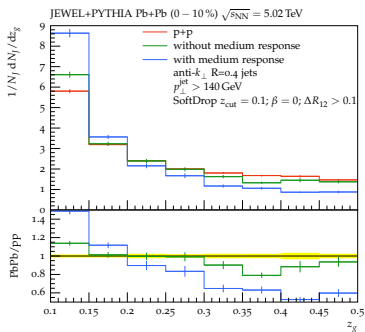 JEWEL+PYTHIA Pb+Pb (0 – 10 %) √sNN = 5.02 TeV
1/NJ dN/dzg
9
8
7
6
5
4
3
2
1
0
p+p
without medium response
with medium response
anti-k⊥ R=0.4 jets
p⊥jet > 140 GeV
SoftDrop zcut = 0.1; β = 0; ΔR12 > 0.1
PbPb/pp
1.4
1.2
1
0.8
0.6
0.1 0.15 0.2 0.25 0.3 0.35 0.4 0.45 0.5
zg